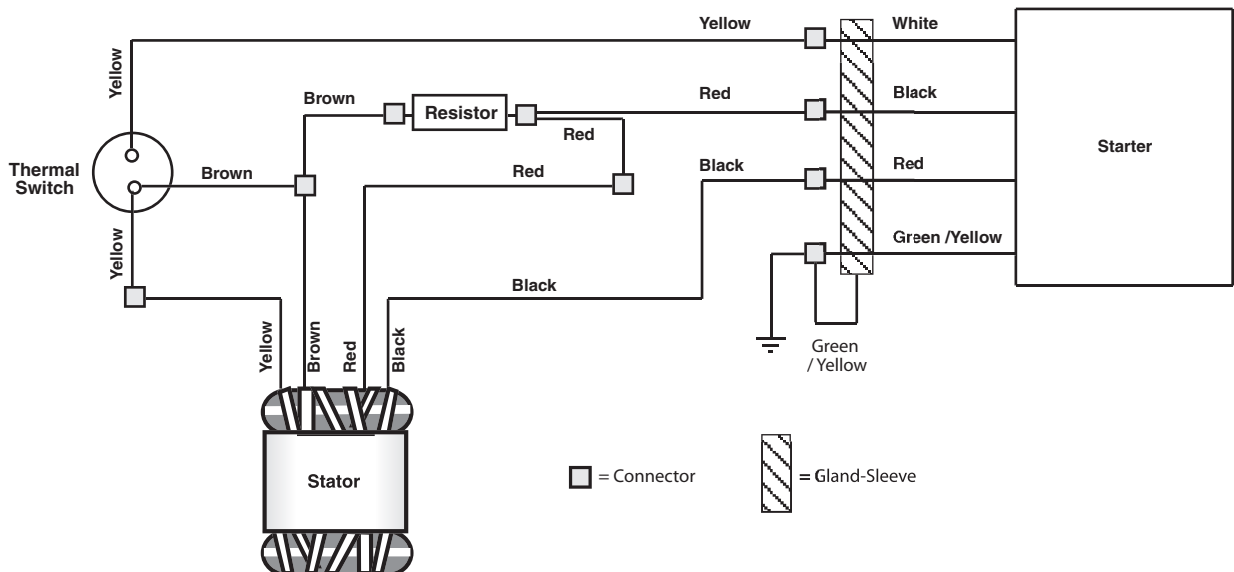 Yellow
White
Yellow
Brown
Resistor
Red
Black
Red
Starter
Thermal
Switch
Brown
Red
Black
Red
Yellow
Green /Yellow
Black
Yellow
Brown
Red
Black
Green
/ Yellow
Stator
= Connector
= Gland-Sleeve